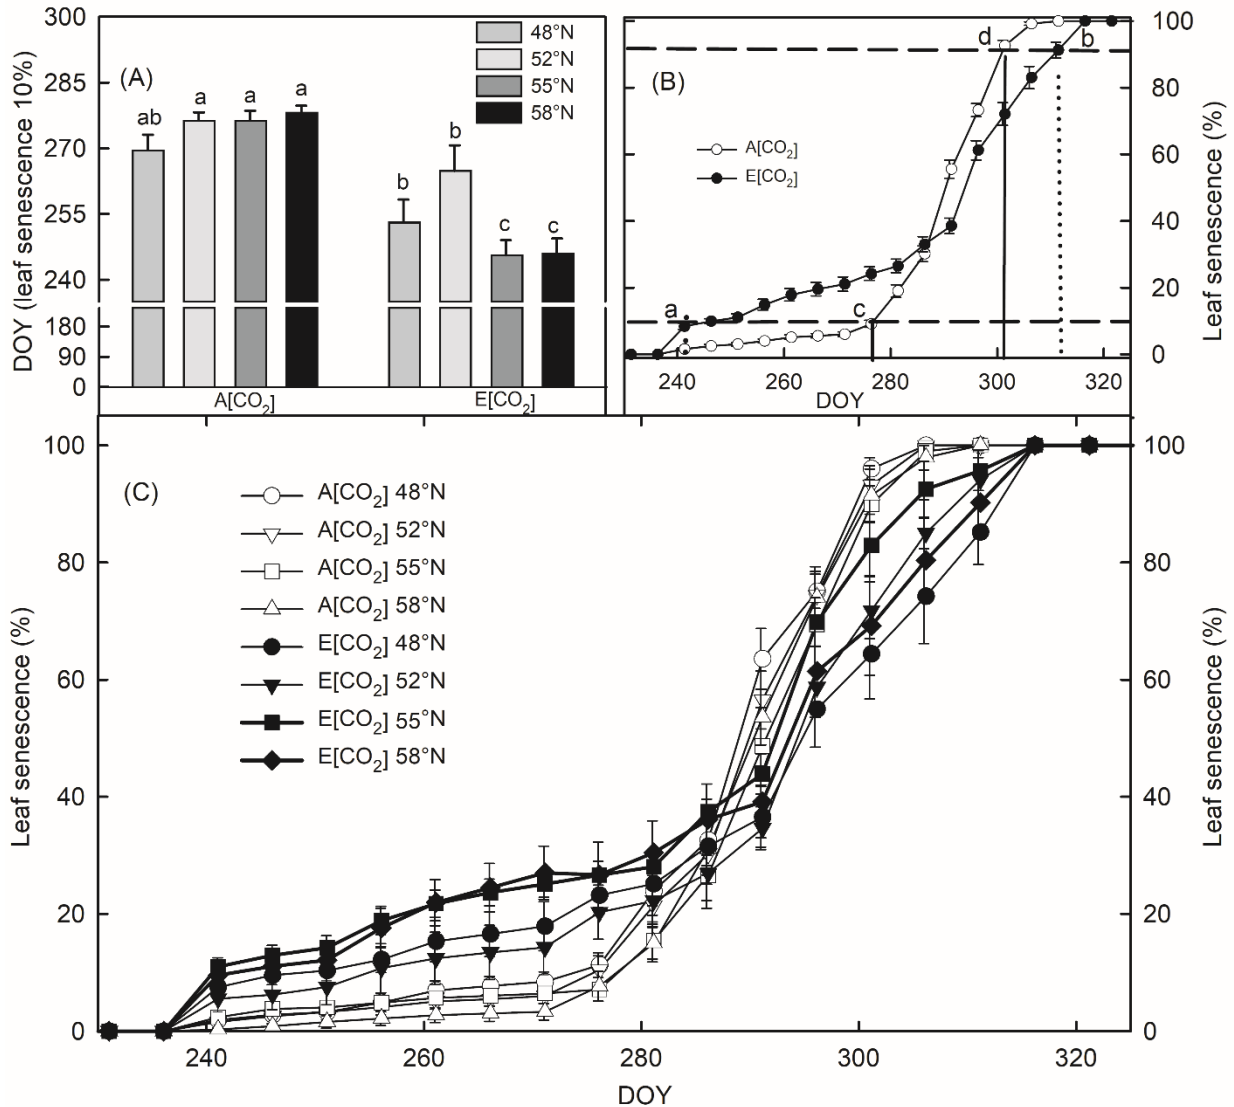 300
285
270
255
240
180
90
0
DOY (leaf senescence 10%)
(A)
48°N
52°N
55°N
58°N
ab
a
a
a
b
b
c
c
A[CO2]
E[CO2]
(B)
A[CO2]
E[CO2]
a
b
c
d
100
80
60
40
20
0
Leaf senescence (%)
240
260
280
300
320
DOY
(C)
A[CO2] 48°N
A[CO2] 52°N
A[CO2] 55°N
A[CO2] 58°N
E[CO2] 48°N
E[CO2] 52°N
E[CO2] 55°N
E[CO2] 58°N
100
80
60
40
20
0
Leaf senescence (%)
100
80
60
40
20
0
Leaf senescence (%)
240
260
280
300
320
DOY